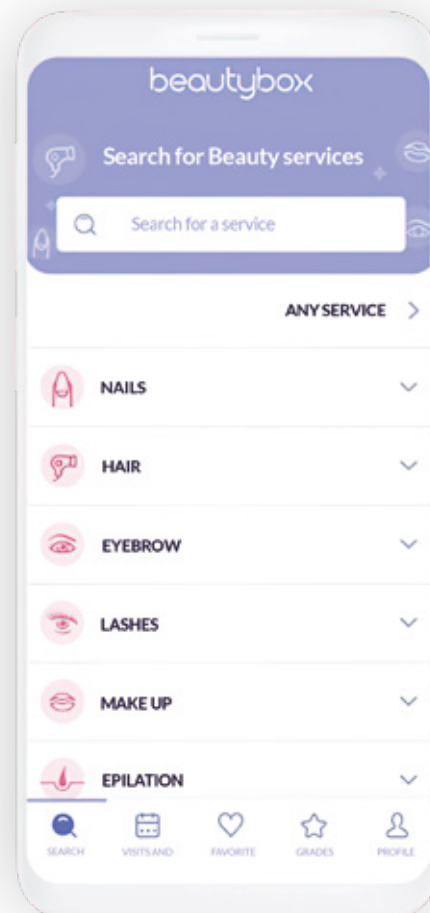 beautybox
Search for Beauty services
Search for a service
ANY SERVICE
NAILS
HAIR
EYEBROW
LASHES
MAKE UP
EPILATION
SEARCH
VISITS AND
FAVORITE
GRADES
PROFILE